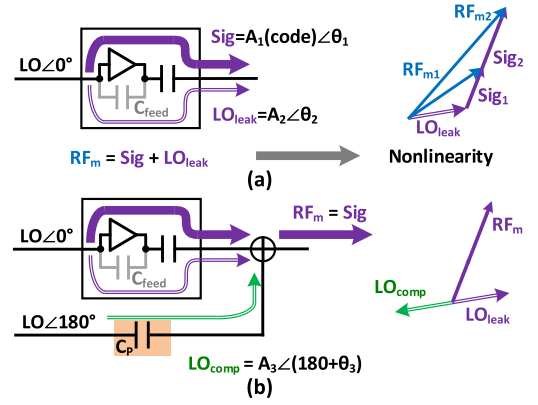 Sig=A1(code)∠θ1
RFm2
LO∠0°
Cfeed
RFm1
Sig2
Sig1
LOleak=A2∠θ2
LOleak
RFm = Sig + LOleak
Nonlinearity
(a)
RFm = Sig
LO∠0°
Cfeed
RFm
LOcomp
LOleak
LO∠180°
CP
LOcomp = A3∠(180+θ3)
(b)